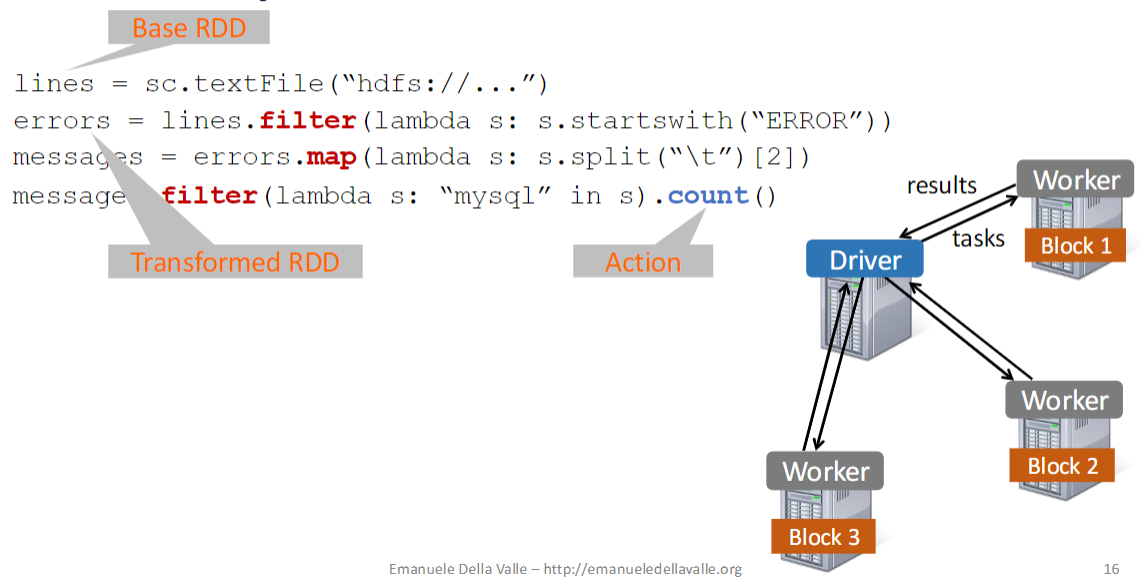 Base RDD
lines = sc.textFile(“hdfs://...”)
errors = lines.filter(lambda s: s.startswith(“ERROR”))
messages = errors.map(lambda s: s.split(“\t”)[2])
message filter(lambda s: “mysql” in s).count()
Transformed RDD
Action
results
tasks
Driver
Worker
Block 1
Worker
Block 2
Worker
Block 3
Emanuele Della Valle – http://emanueledellavalle.org
16